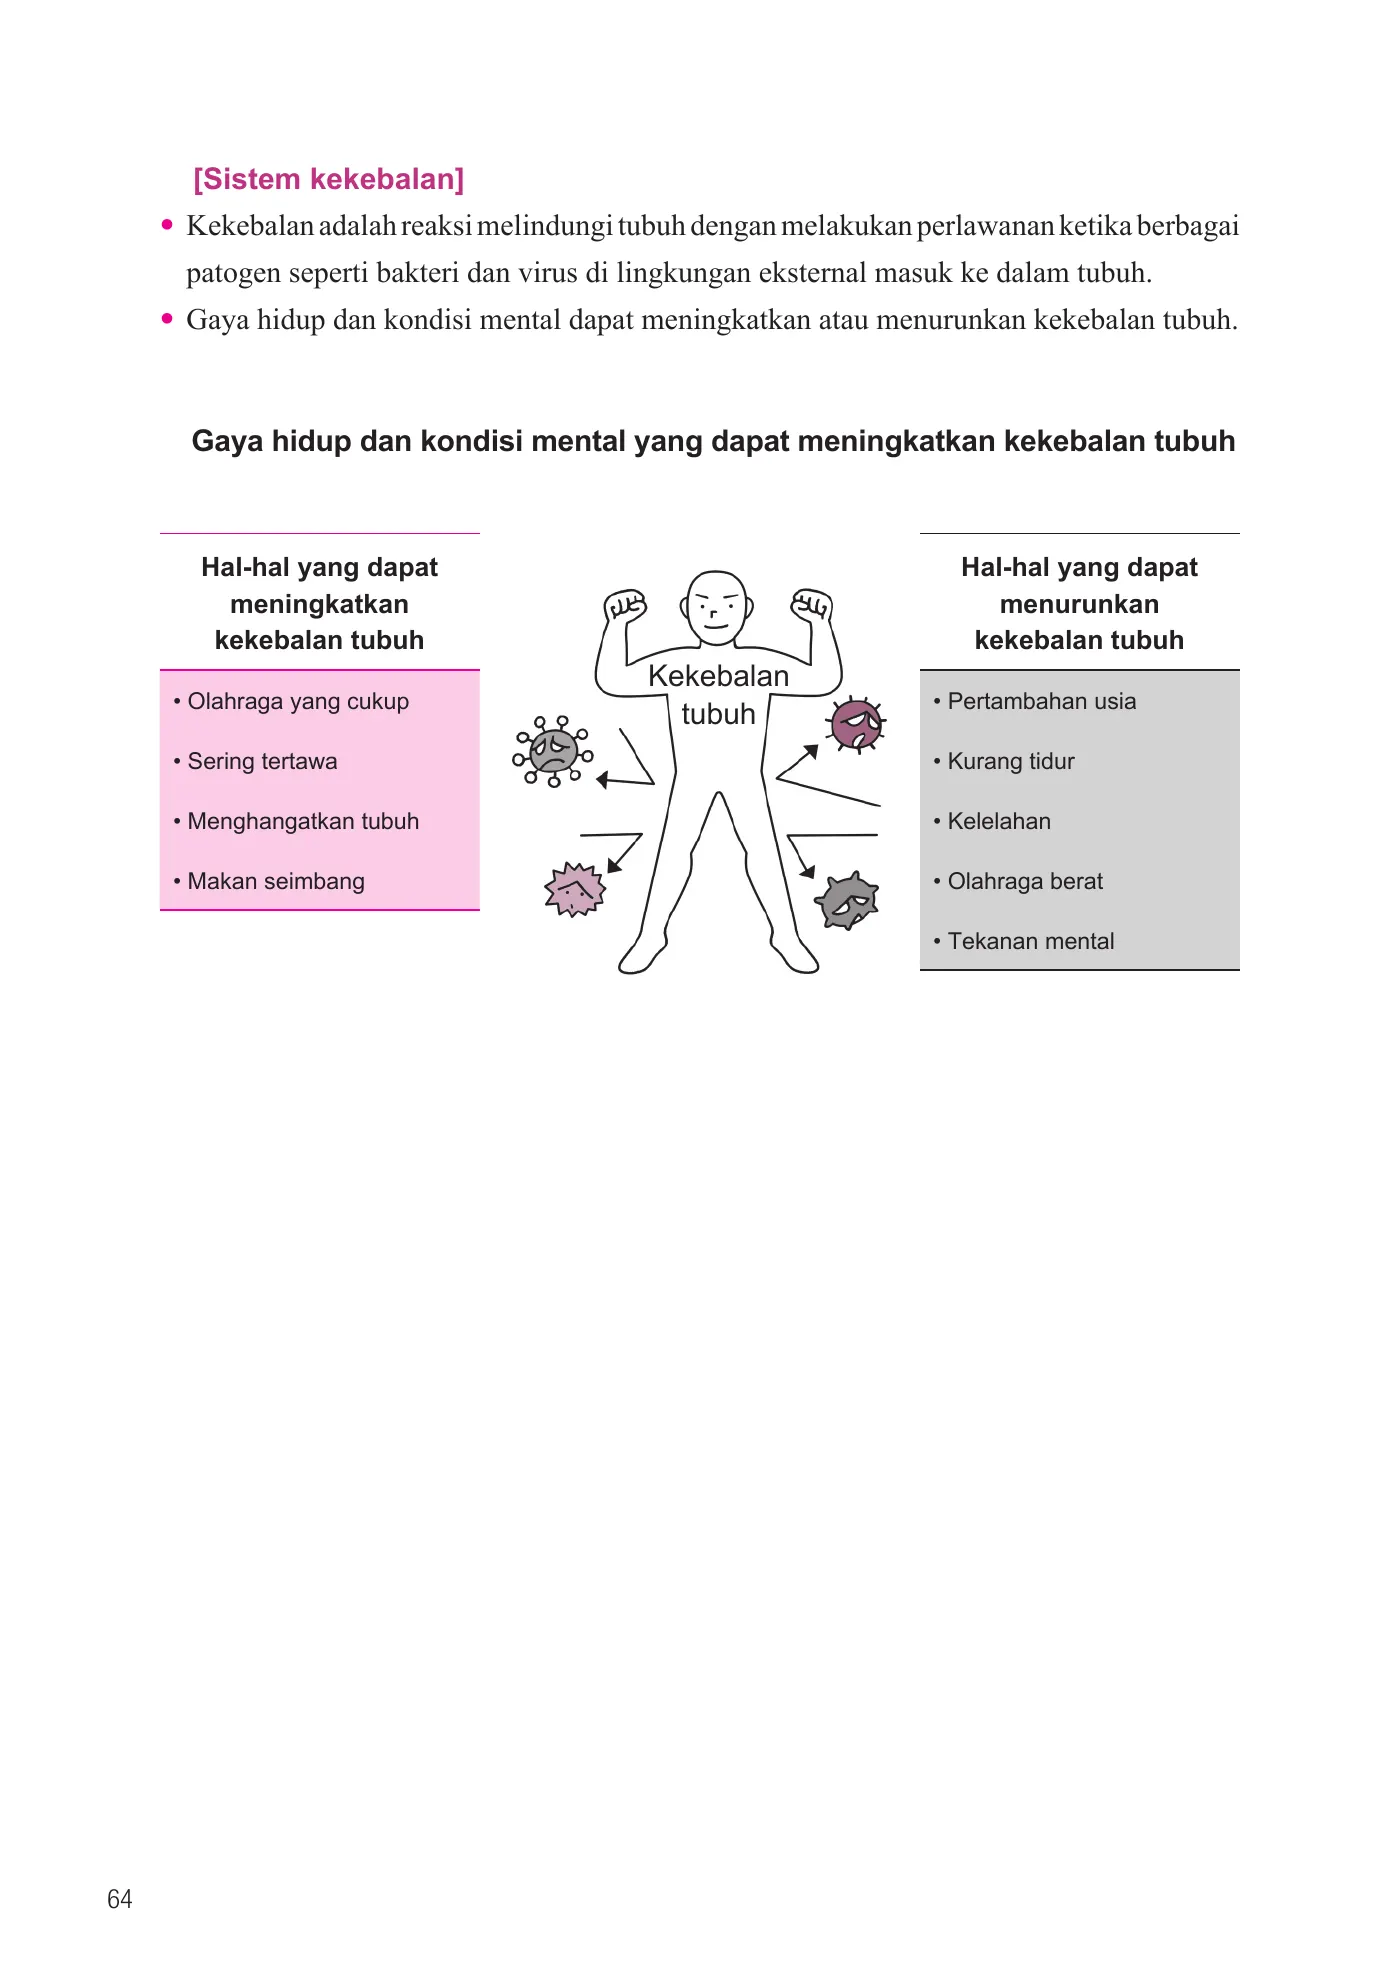 [Sistem kekebalan]
• Kekebalan adalah reaksi melindungi tubuh dengan melakukan perlawanan ketika berbagai
patogen seperti bakteri dan virus di lingkungan eksternal masuk ke dalam tubuh.
• Gaya hidup dan kondisi mental dapat meningkatkan atau menurunkan kekebalan tubuh.
Gaya hidup dan kondisi mental yang dapat meningkatkan kekebalan tubuh
Hal-hal yang dapat
meningkatkan
kekebalan tubuh
• Olahraga yang cukup
• Sering tertawa
• Menghangatkan tubuh
• Makan seimbang
Kekebalan
tubuh
Hal-hal yang dapat
menurunkan
kekebalan tubuh
• Pertambahan usia
• Kurang tidur
• Kelelahan
• Olahraga berat
• Tekanan mental
64